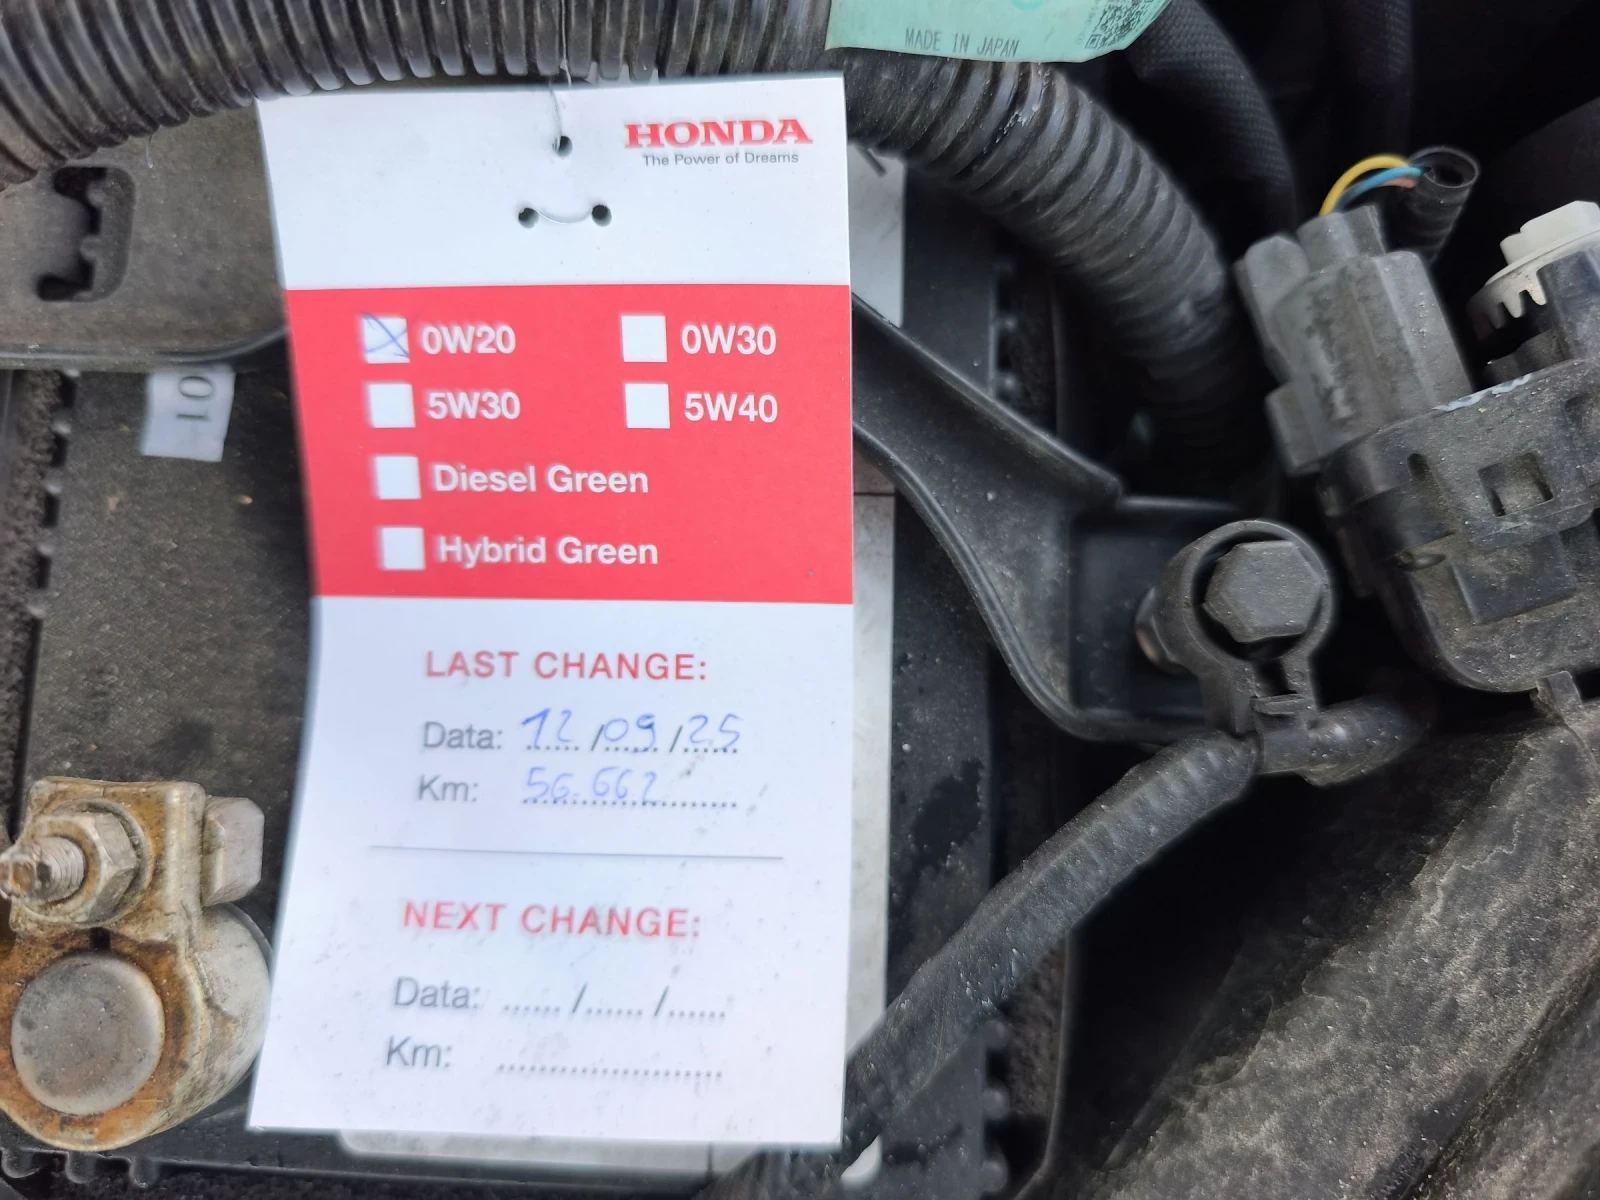 MADE IN JAPAN
HONDA
The Power of Dreams
0W20 0W30
5W30 5W40
Diesel Green
Hybrid Green
LAST CHANGE:
Data: 12/09/25
Km: 56.662
NEXT CHANGE:
Data: ....../....../......
Km: ........................
101